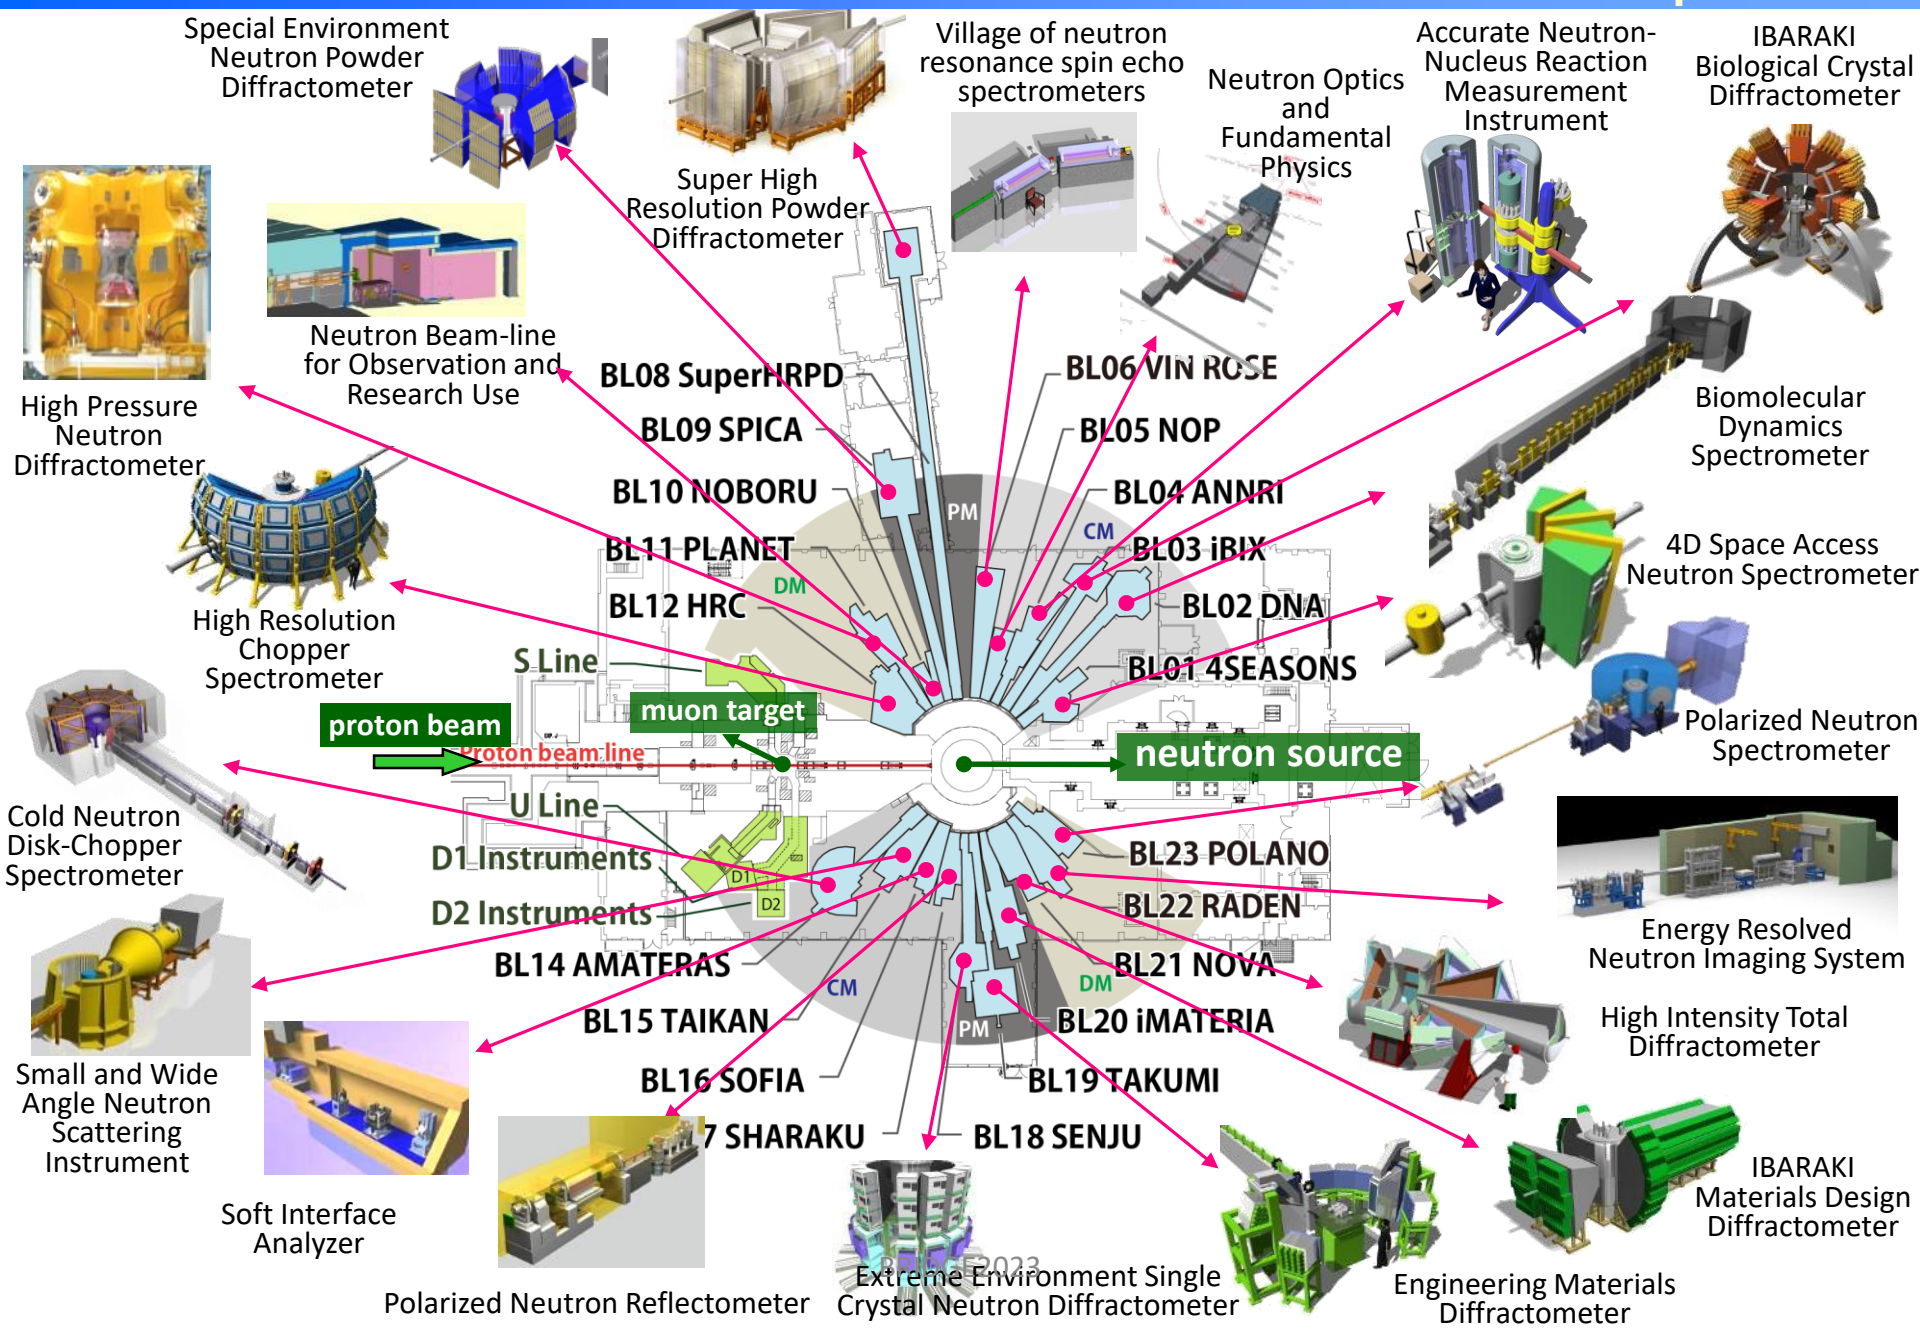 Special Environment
Neutron Powder
Diffractometer
Super High
Resolution Powder
Diffractometer
Village of neutron
resonance spin echo
spectrometers
Neutron Optics
and
Fundamental
Physics
Accurate Neutron-
Nucleus Reaction
Measurement
Instrument
IBARAKI
Biological Crystal
Diffractometer
High Pressure
Neutron
Diffractometer
Neutron Beam-line
for Observation and
Research Use
Biomolecular
Dynamics
Spectrometer
4D Space Access
Neutron Spectrometer
High Resolution
Chopper
Spectrometer
Polarized Neutron
Spectrometer
BL08 SuperHRPD
BL09 SPICA
BL10 NOBORU
BL11 PLANET
BL12 HRC
BL06 VIN ROSE
BL05 NOP
BL04 ANNRI
BL03 iBIX
BL02 DNA
BL01 4SEASONS
PM
CM
DM
S Line
proton beam
muon target
Proton beam line
neutron source
U Line
D1 Instruments
D1
D2 Instruments
D2
BL23 POLANO
BL22 RADEN
BL21 NOVA
BL20 iMATERIA
BL19 TAKUMI
BL18 SENJU
BL14 AMATERAS
BL15 TAIKAN
BL16 SOFIA
7 SHARAKU
CM
PM
DM
Cold Neutron
Disk-Chopper
Spectrometer
Small and Wide
Angle Neutron
Scattering
Instrument
Soft Interface
Analyzer
Polarized Neutron Reflectometer
Extreme Environment Single
Crystal Neutron Diffractometer
Engineering Materials
Diffractometer
IBARAKI
Materials Design
Diffractometer
High Intensity Total
Diffractometer
Energy Resolved
Neutron Imaging System